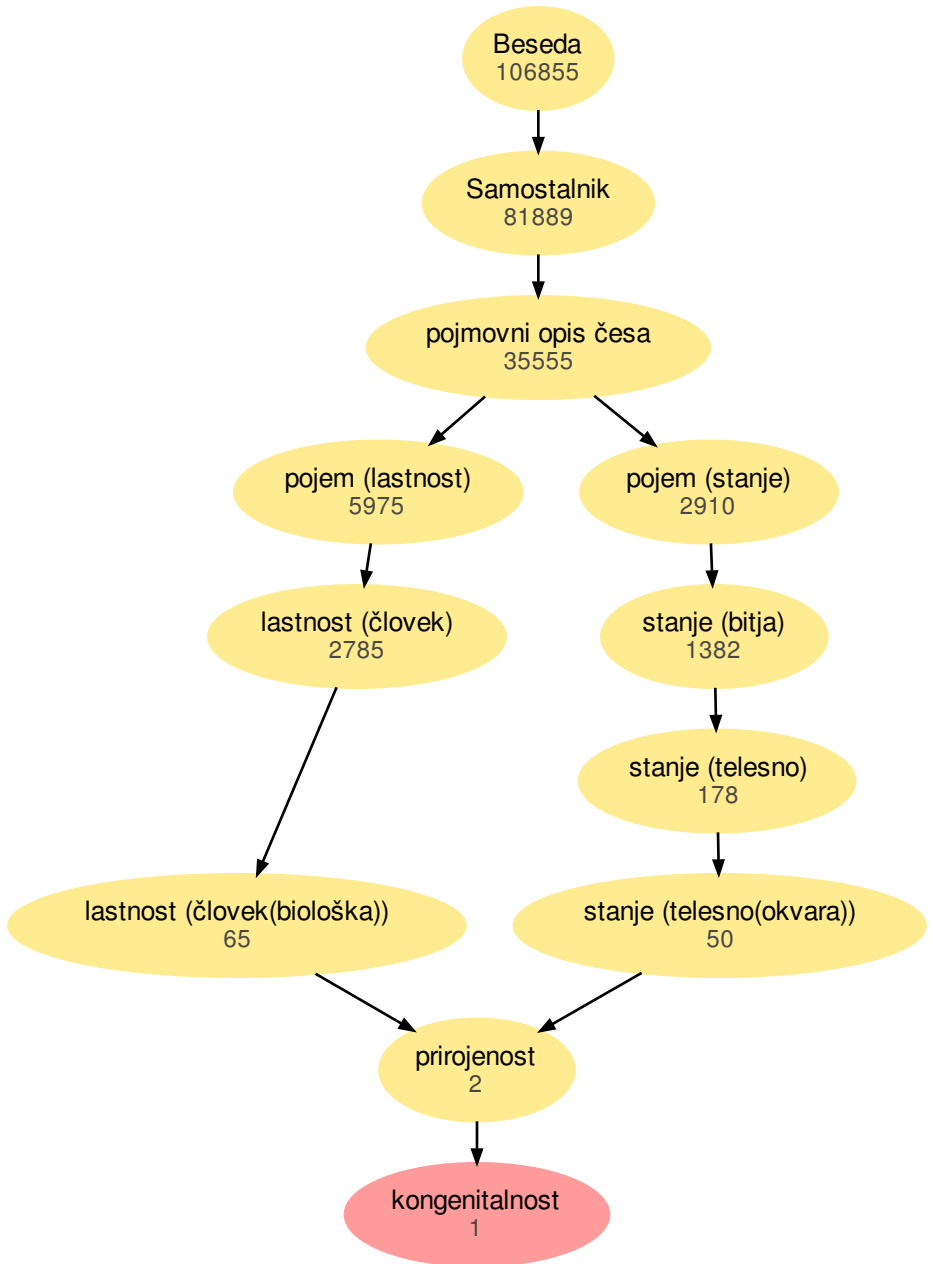 Beseda
106855
Samostalnik
81889
pojmovni opis česa
35555
pojem (lastnost)
5975
pojem (stanje)
2910
lastnost (človek)
2785
stanje (bitja)
1382
stanje (telesno)
178
lastnost (človek(biološka))
65
stanje (telesno(okvara))
50
prirojenost
2
kongenitalnost
1